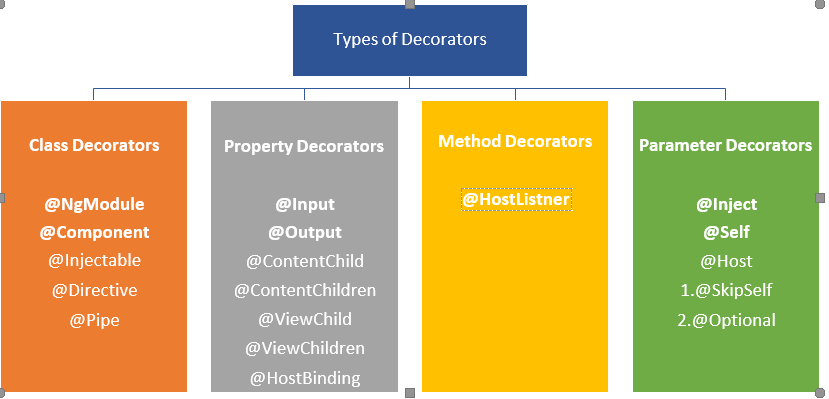 Types of Decorators
Class Decorators
@NgModule
@Component
@Injectable
@Directive
@Pipe
Property Decorators
@Input
@Output
@ContentChild
@ContentChildren
@ViewChild
@ViewChildren
@HostBinding
Method Decorators
@HostListner
Parameter Decorators
@Inject
@Self
@Host
1.@SkipSelf
2.@Optional